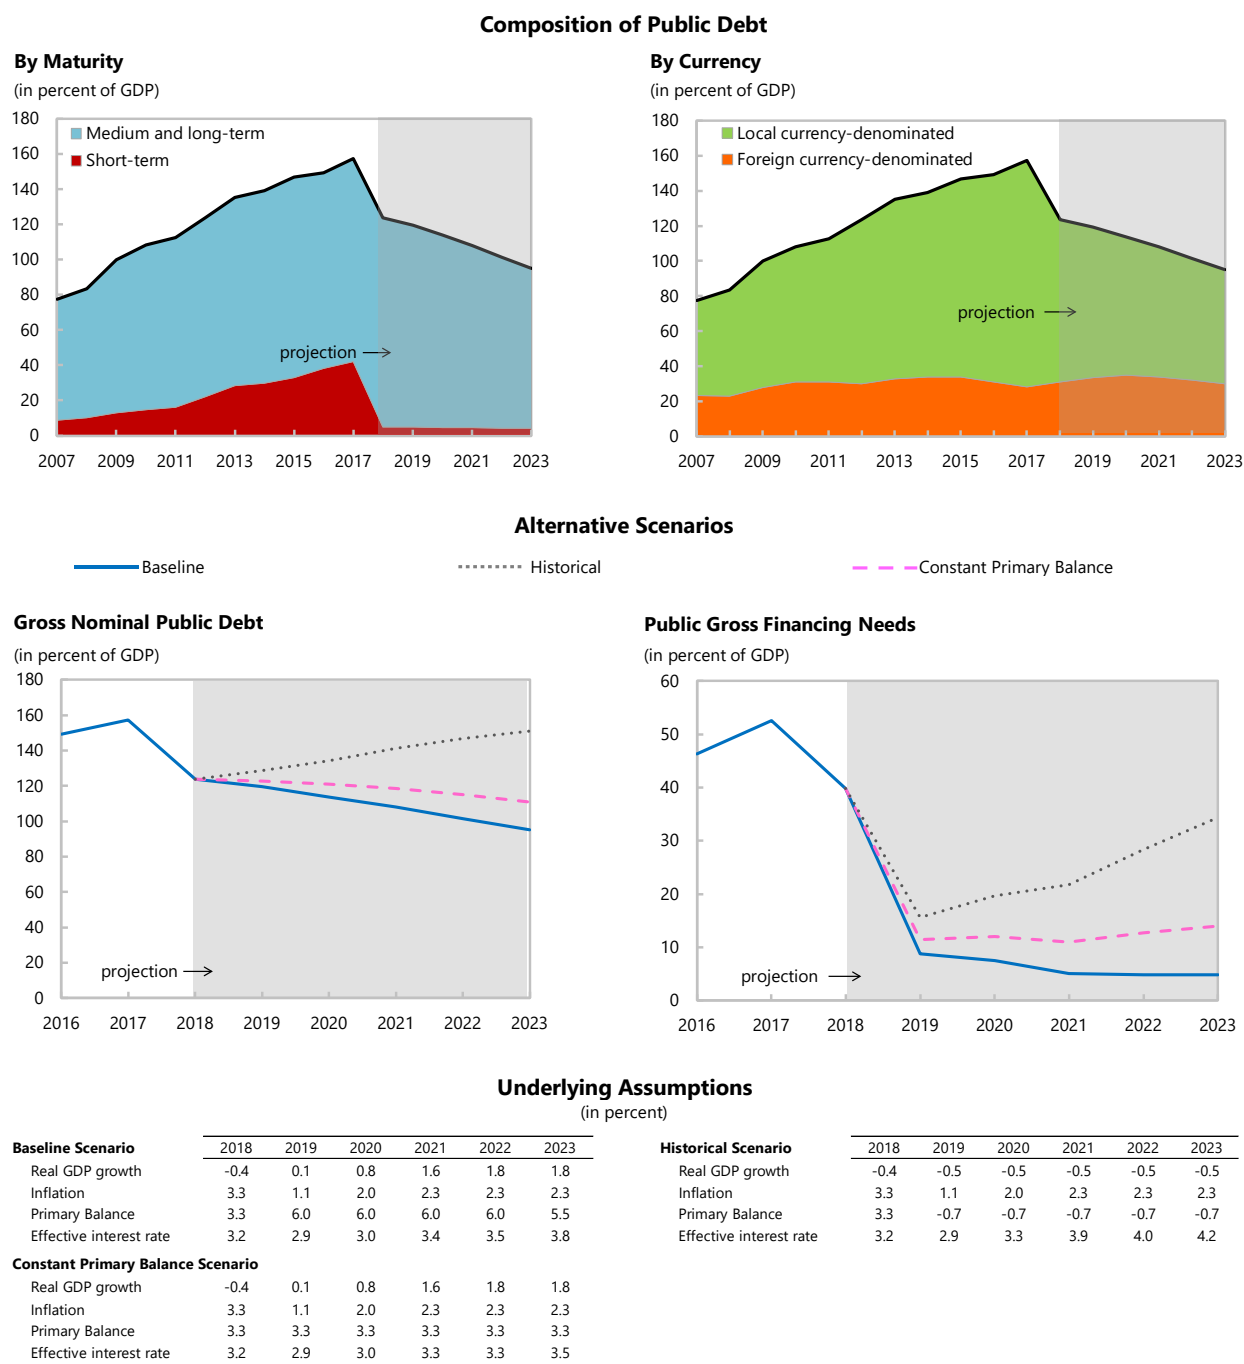 Composition of Public Debt
By Maturity
(in percent of GDP)
180
160
140
120
100
80
60
40
20
0
Medium and long-term
Short-term
projection
2007 2009 2011 2013 2015 2017 2019 2021 2023
By Currency
(in percent of GDP)
180
160
140
120
100
80
60
40
20
0
Local currency-denominated
Foreign currency-denominated
projection
2007 2009 2011 2013 2015 2017 2019 2021 2023
Alternative Scenarios
Baseline Historical Constant Primary Balance
Gross Nominal Public Debt
(in percent of GDP)
180
160
140
120
100
80
60
40
20
0
projection
2016 2017 2018 2019 2020 2021 2022 2023
Public Gross Financing Needs
(in percent of GDP)
60
50
40
30
20
10
0
projection
2016 2017 2018 2019 2020 2021 2022 2023
Underlying Assumptions
(in percent)
Baseline Scenario 2018 2019 2020 2021 2022 2023
Real GDP growth -0.4 0.1 0.8 1.6 1.8 1.8
Inflation 3.3 1.1 2.0 2.3 2.3 2.3
Primary Balance 3.3 6.0 6.0 6.0 6.0 5.5
Effective interest rate 3.2 2.9 3.0 3.4 3.5 3.8
Constant Primary Balance Scenario
Real GDP growth -0.4 0.1 0.8 1.6 1.8 1.8
Inflation 3.3 1.1 2.0 2.3 2.3 2.3
Primary Balance 3.3 3.3 3.3 3.3 3.3 3.3
Effective interest rate 3.2 2.9 3.0 3.3 3.3 3.5
Historical Scenario 2018 2019 2020 2021 2022 2023
Real GDP growth -0.4 -0.5 -0.5 -0.5 -0.5 -0.5
Inflation 3.3 1.1 2.0 2.3 2.3 2.3
Primary Balance 3.3 -0.7 -0.7 -0.7 -0.7 -0.7
Effective interest rate 3.2 2.9 3.3 3.9 4.0 4.2